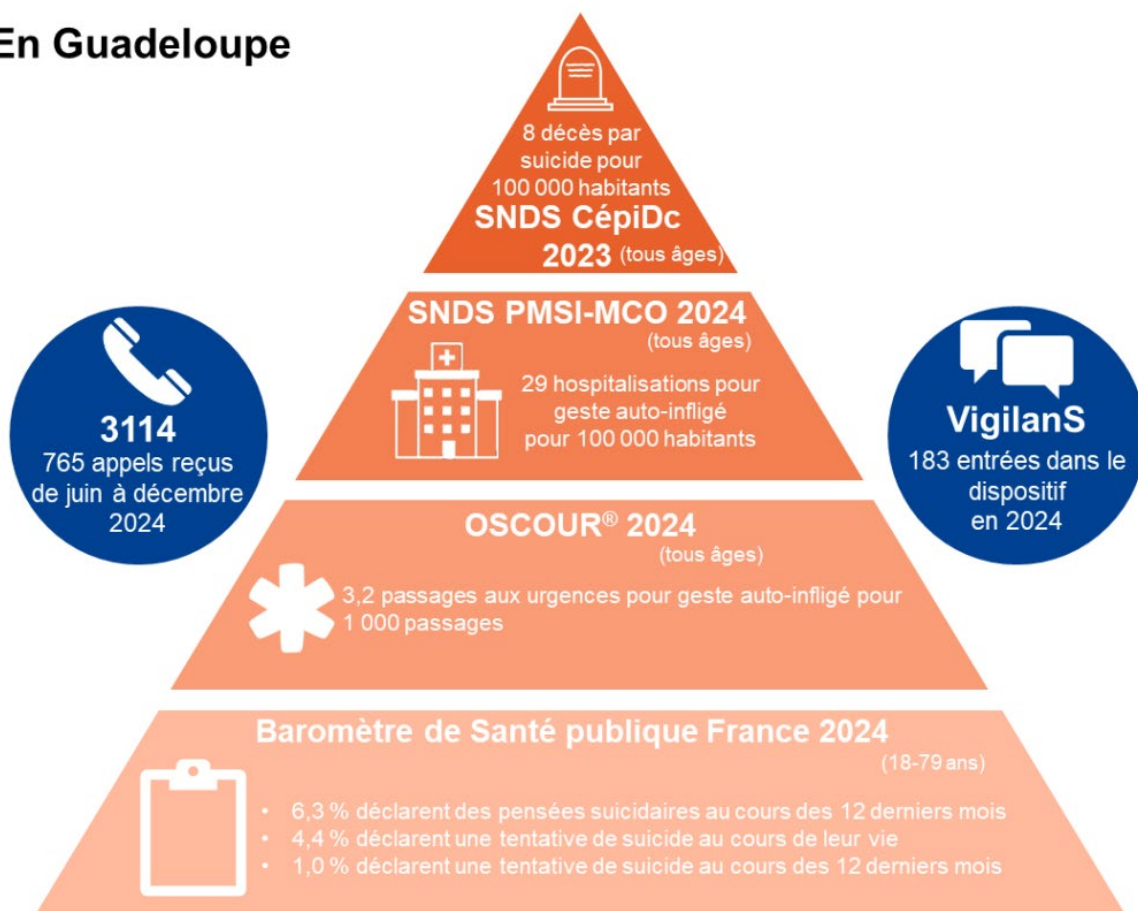 En Guadeloupe
8 décès par
suicide pour
100 000 habitants
SNDS CépiDc
2023 (tous âges)
SNDS PMSI-MCO 2024
(tous âges)
29 hospitalisations pour
geste auto-infligé
pour 100 000 habitants
3114
765 appels reçus
de juin à décembre
2024
VigilanS
183 entrées dans le
dispositif
en 2024
OSCOUR® 2024
(tous âges)
3,2 passages aux urgences pour geste auto-infligé pour
1 000 passages
Baromètre de Santé publique France 2024
(18-79 ans)
• 6,3 % déclarent des pensées suicidaires au cours des 12 derniers mois
• 4,4 % déclarent une tentative de suicide au cours de leur vie
• 1,0 % déclarent une tentative de suicide au cours des 12 derniers mois